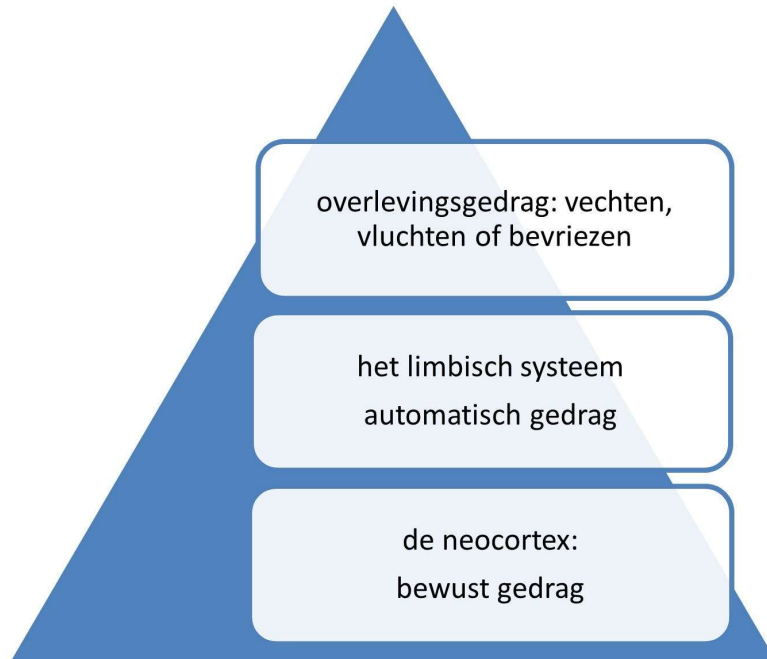 overlevingsgedrag: vechten,
vluchten of bevriezen
het limbisch systeem
automatisch gedrag
de neocortex:
bewust gedrag